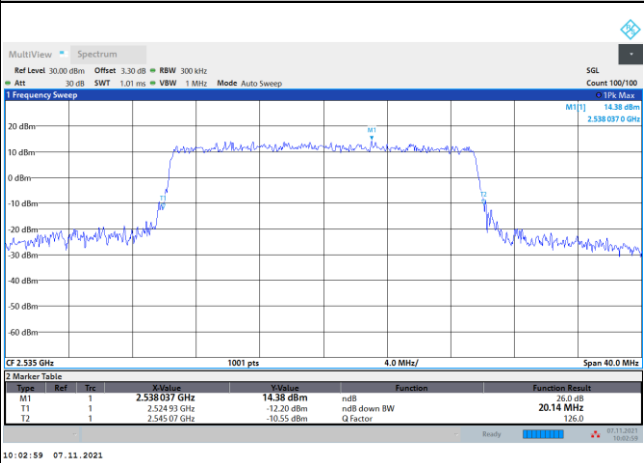 MultiView Spectrum
Ref Level 30.00 dBm Offset 3.30 dB RBW 300 kHz SGL
Att 30 dB SWT 1.01 ms VBW 1 MHz Mode Auto Sweep Count 100/100
1 Frequency Sweep 1Pk Max
M1[1] 14.38 dBm
2.538 037 0 GHz
20 dBm
M1
10 dBm
0 dBm
T1
T2
-10 dBm
-20 dBm
-30 dBm
-40 dBm
-50 dBm
-60 dBm
CF 2.535 GHz 1001 pts 4.0 MHz/ Span 40.0 MHz
2 Marker Table
Type Ref Trc X-Value Y-Value Function Function Result
M1 1 2.538 037 GHz 14.38 dBm ndB 26.0 dB
T1 1 2.524 93 GHz -12.20 dBm ndB down BW 20.14 MHz
T2 1 2.545 07 GHz -10.55 dBm Q Factor 126.0
Ready 07.11.2021
10:02:59
10:02:59 07.11.2021